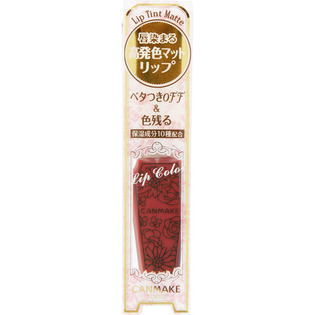 Lip Tint Matte
唇染まる
高発色マット
リップ
ベタつきOFF
&
色残る
保湿成分10種配合
Lip Color
CANMAKE
CANMAKE